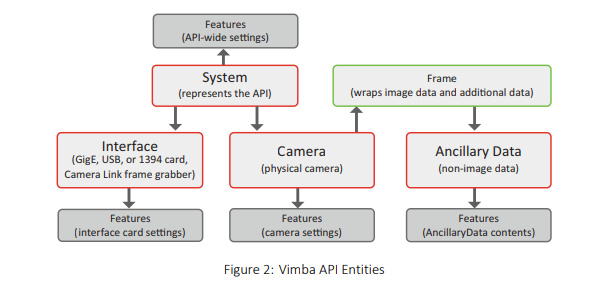 Features
(API-wide settings)
System
(represents the API)
Frame
(wraps image data and additional data)
Interface
(GigE, USB, or 1394 card,
Camera Link frame grabber)
Camera
(physical camera)
Ancillary Data
(non-image data)
Features
(interface card settings)
Features
(camera settings)
Features
(AncillaryData contents)
Figure 2: Vimba API Entities